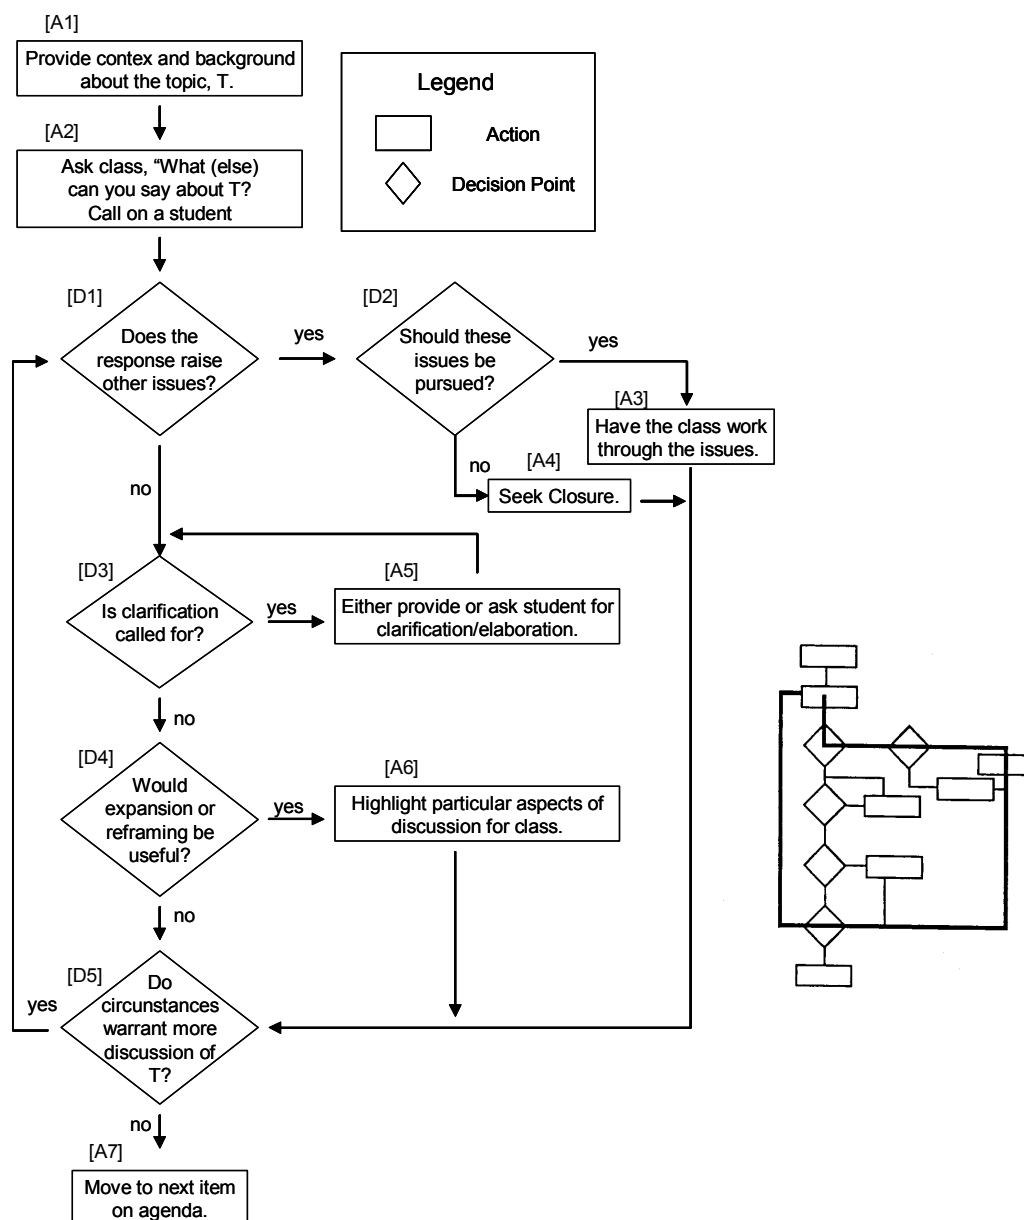 [A1]
Provide contex and background
about the topic, T.
[A2]
Ask class, “What (else)
can you say about T?
Call on a student
Legend
Action
Decision Point
[D1]
Does the
response raise
other issues?
yes
[D2]
Should these
issues be
pursued?
yes
[A3]
Have the class work
through the issues.
no
[A4]
Seek Closure.
no
[D3]
Is clarification
called for?
yes
[A5]
Either provide or ask student for
clarification/elaboration.
no
[D4]
Would
expansion or
reframing be
useful?
yes
[A6]
Highlight particular aspects of
discussion for class.
no
[D5]
yes
Do
circunstances
warrant more
discussion of
T?
no
[A7]
Move to next item
on agenda.